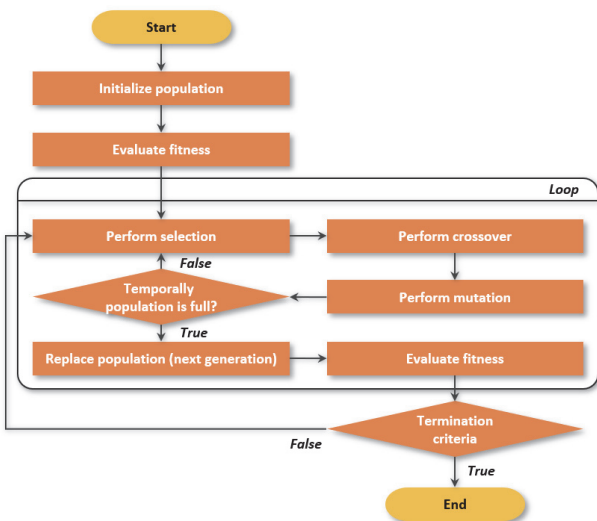 Start
Initialize population
Evaluate fitness
Loop
Perform selection
Perform crossover
False
Temporally
population is full?
Perform mutation
True
Replace population (next generation)
Evaluate fitness
Termination
criteria
False
True
End